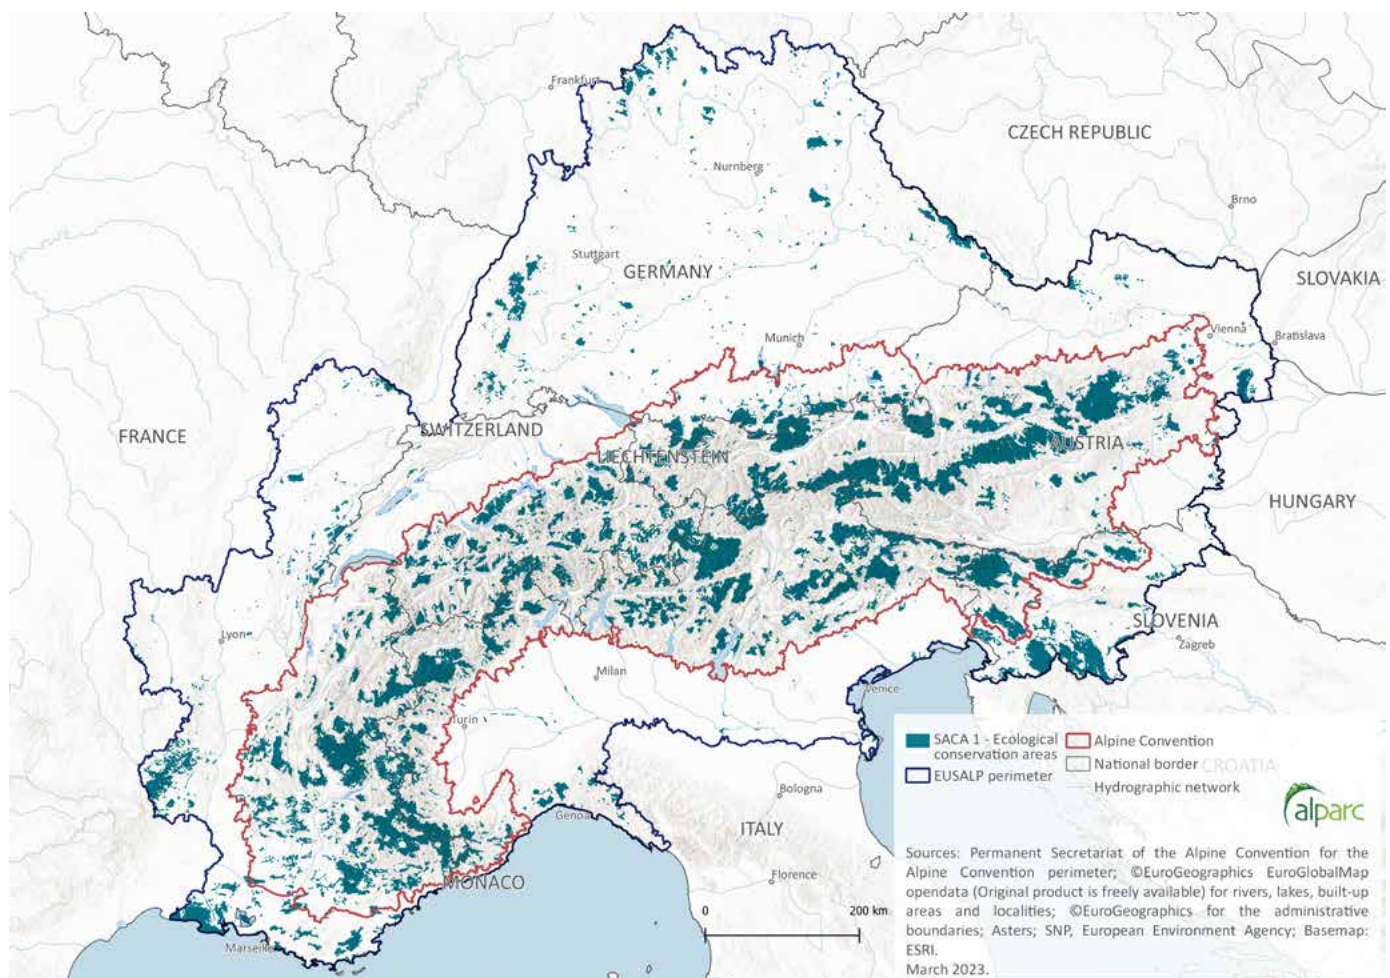 Frankfurt
CZECH REPUBLIC
Nurnberg
Brno
Stuttgart
GERMANY
SLOVAKIA
Munich
Vienna
Bratislava
FRANCE
SWITZERLAND
LIECHTENSTEIN
AUSTRIA
HUNGARY
Lyon
SLOVENIA
Zagreb
Milan
Venice
Turin
SACA 1 - Ecological
conservation areas
EUSALP perimeter
Alpine Convention
National border
Hydrographic network
CROATIA
Bologna
Genoa
ITALY
alparc
MONACO
Florence
Marseille
0 200 km
Sources: Permanent Secretariat of the Alpine Convention for the
Alpine Convention perimeter; ©EuroGeographics EuroGlobalMap
opendata (Original product is freely available) for rivers, lakes, built-up
areas and localities; ©EuroGeographics for the administrative
boundaries; Asters; SNP, European Environment Agency; Basemap:
ESRI.
March 2023.